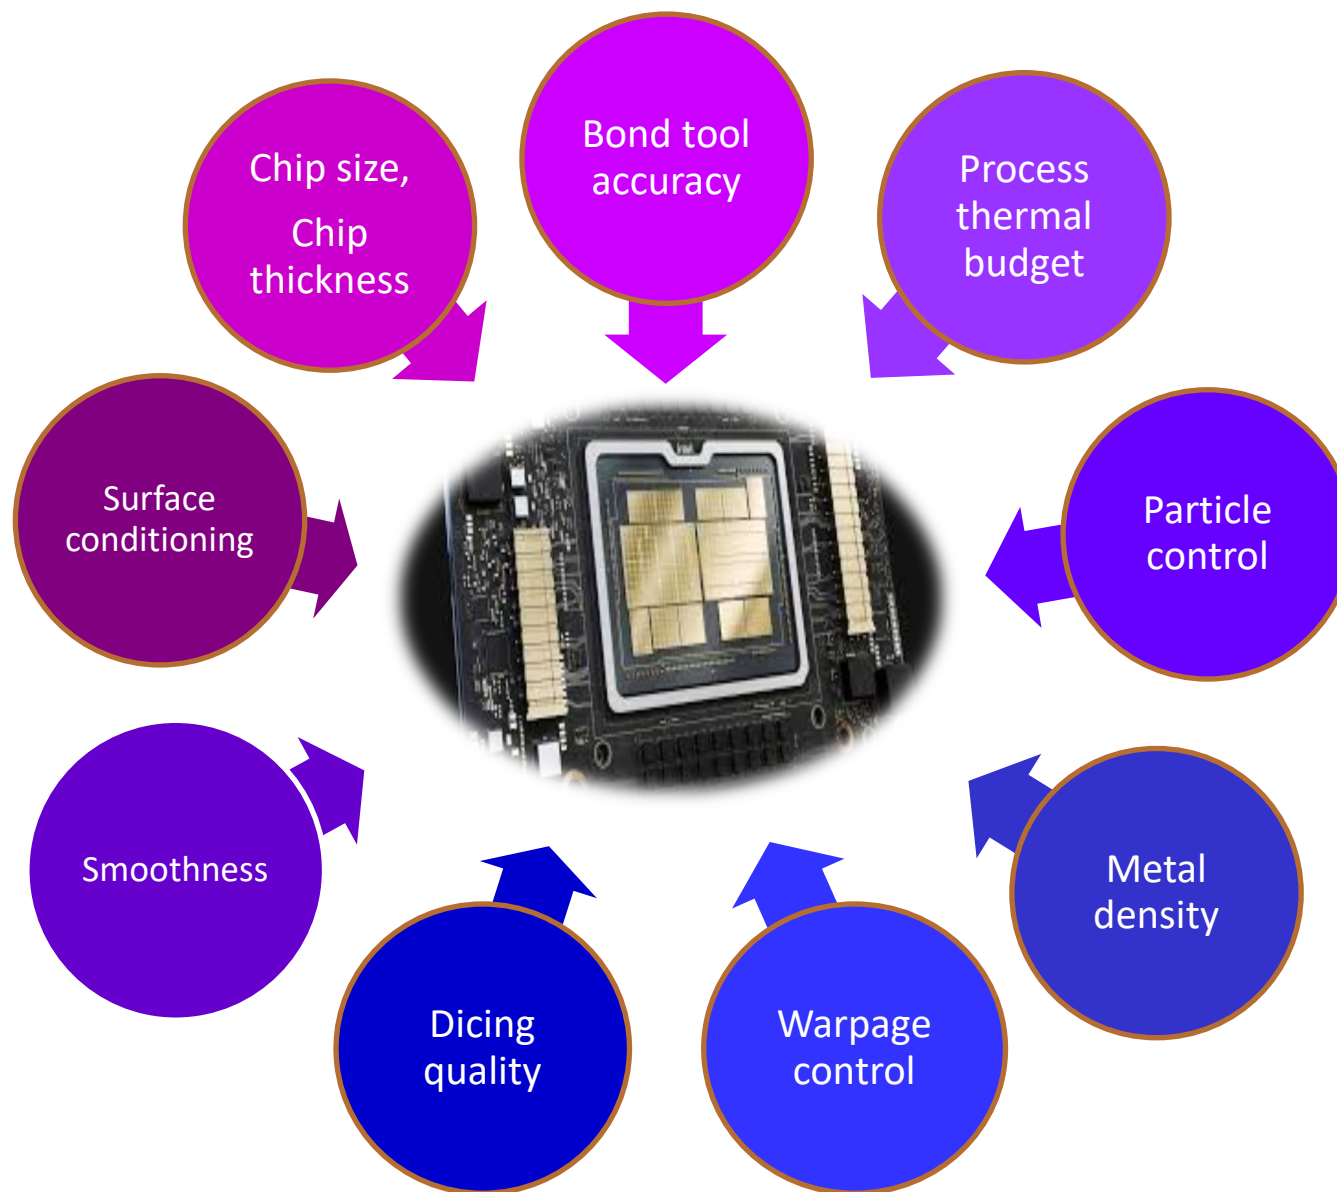 Bond tool
accuracy
Chip size,
Chip
thickness
Process
thermal
budget
Surface
conditioning
Particle
control
intel
Smoothness
Metal
density
Dicing
quality
Warpage
control